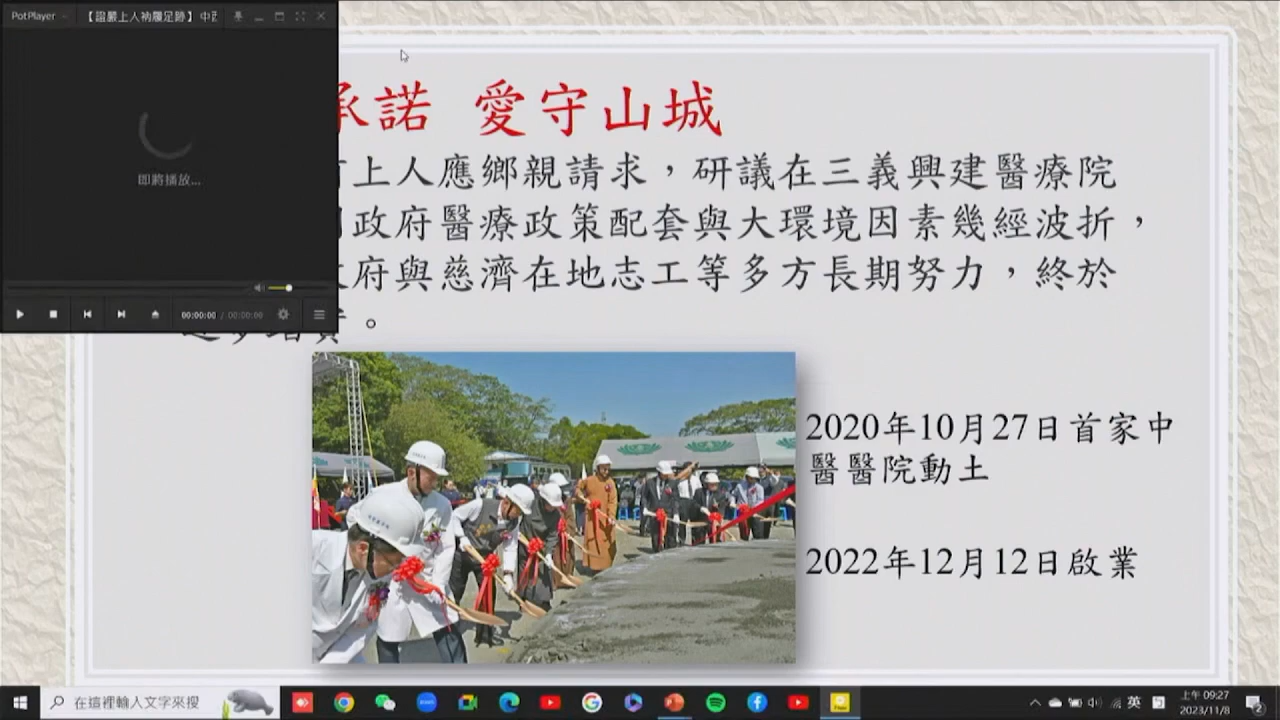 PotPlayer
【證嚴上人衲履足跡】中
即將播放...
00:00:00 / 00:00:00
承諾 愛守山城
上人應鄉親請求，研議在三義興建醫療院
政府醫療政策配套與大環境因素幾經波折，
府與慈濟在地志工等多方長期努力，終於
。
2020年10月27日首家中
醫醫院動土
2022年12月12日啟業
在這裡輸入文字來搜
zoom
英
上午 09:27
2023/11/8
2